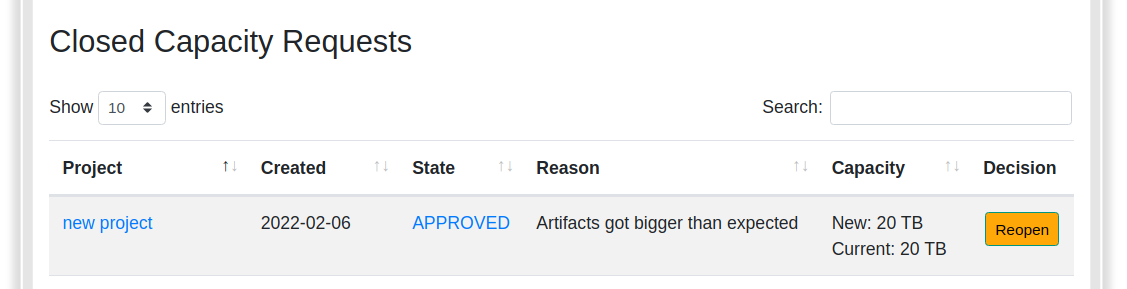 Closed Capacity Requests
Show 10 entries Search:
Project Created State Reason Capacity Decision
new project 2022-02-06 APPROVED Artifacts got bigger than expected New: 20 TB Reopen
Current: 20 TB